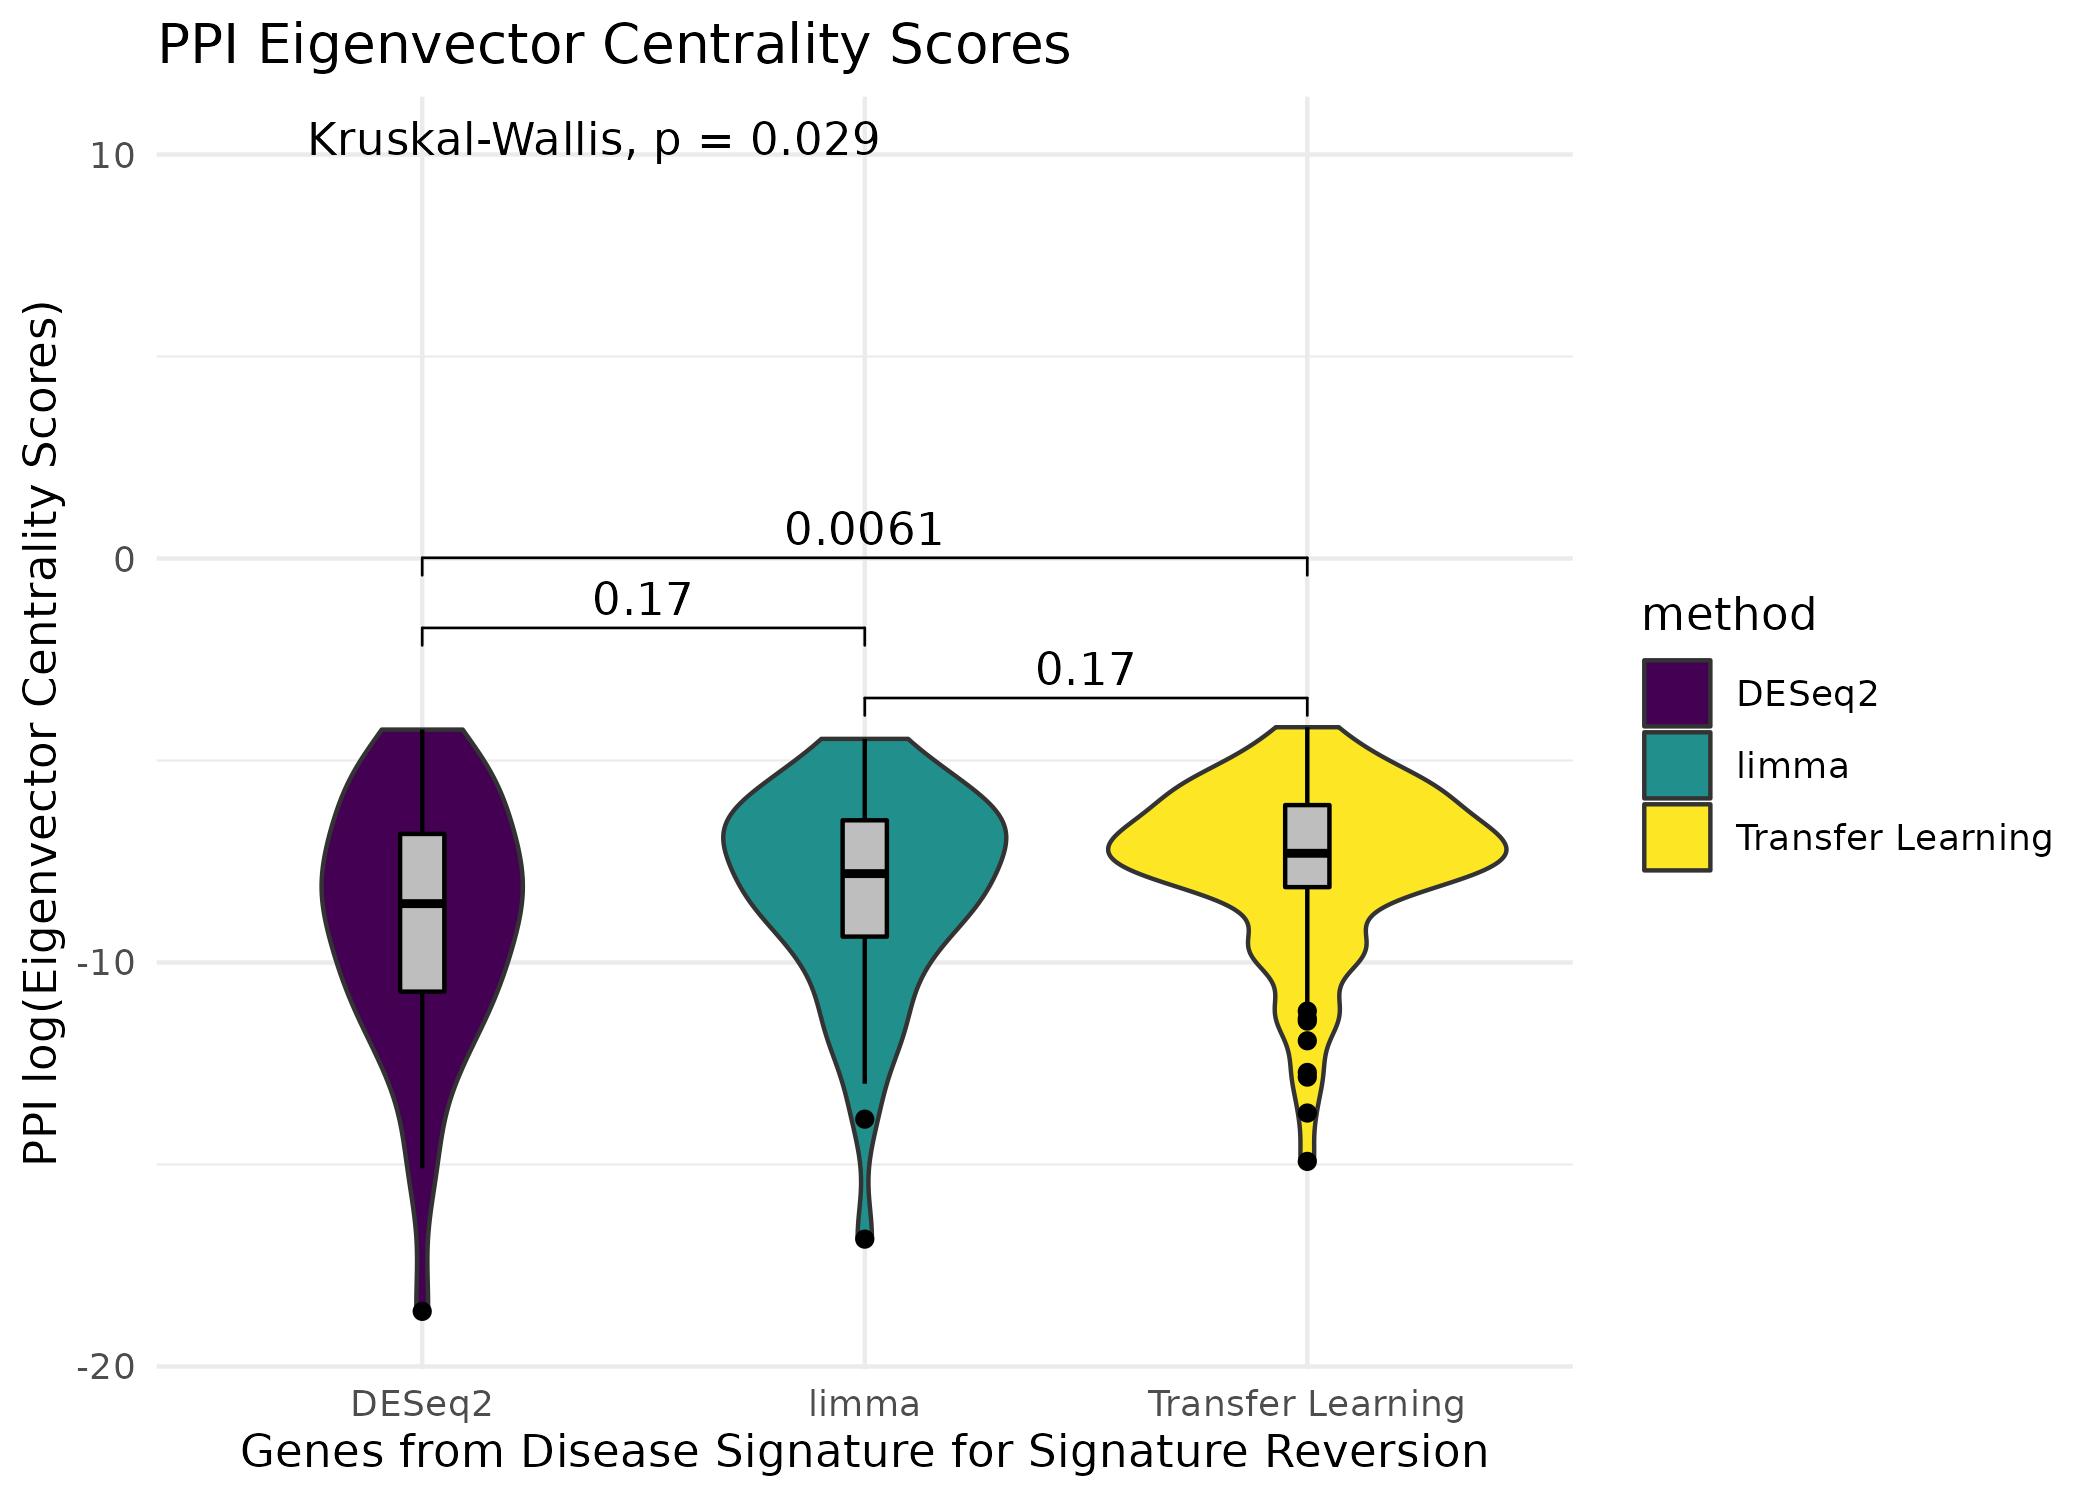 PPI Eigenvector Centrality Scores
Kruskal-Wallis, p = 0.029
10
0
-10
-20
PPI log(Eigenvector Centrality Scores)
0.0061
0.17
0.17
DESeq2
limma
Transfer Learning
Genes from Disease Signature for Signature Reversion
method
DESeq2
limma
Transfer Learning